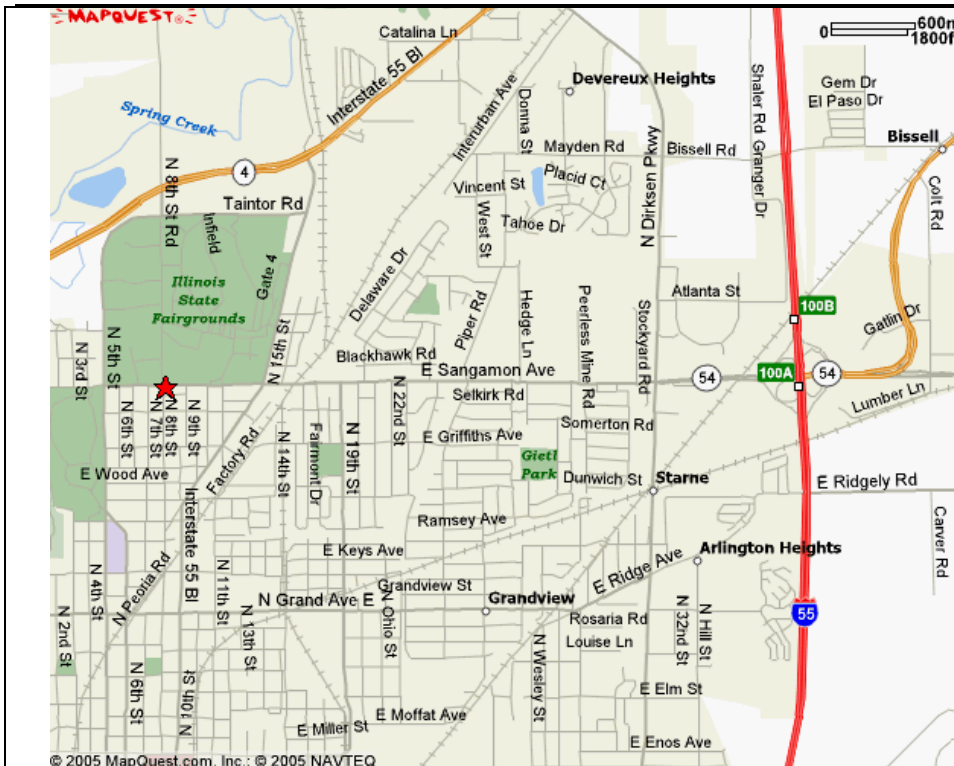 MAPQUEST®
600m
0
1800ft
Catalina Ln
Interstate 55 Bl
Interurban Ave
Donna St
Devereux Heights
Shaler Rd
Granger Dr
Gem Dr
El Paso Dr
Bissell
Spring Creek
N 8th St Rd
4
Mayden Rd
N Dirksen Pkwy
Bissell Rd
Vincent St
Placid Ct
Colt Rd
Taintor Rd
Infield
West St
Tahoe Dr
Gate 4
Illinois
State
Fairgrounds
Delaware Dr
Atlanta St
100B
Gatlin Dr
N 3rd St
N 5th St
N 15th St
Piper Rd
Hedge Ln
Peerless Mine Rd
Stockyard Rd
Blackhawk Rd
E Sangamon Ave
54
100A
54
Lumber Ln
Selkirk Rd
N 22nd St
N 6th St
N 7th St
N 8th St
N 9th St
Factory Rd
N 14th St
Fairmont Dr
N 19th St
E Griffiths Ave
Somerton Rd
Gietl
Park
E Wood Ave
Dunwich St
Starne
E Ridgely Rd
Interstate 55 Bl
Ramsey Ave
Carver Rd
E Keys Ave
Arlington Heights
E Ridge Ave
N Peoria Rd
N 4th St
N 11th St
Grandview St
N Grand Ave E
N Ohio St
Grandview
55
N 2nd St
N 13th St
Rosaria Rd
Louise Ln
N 32nd St
N Hill St
N Wesley St
N 6th St
N 10th St
E Elm St
E Moffat Ave
E Miller St
E Enos Ave
© 2005 MapQuest.com, Inc.; © 2005 NAVTEQ